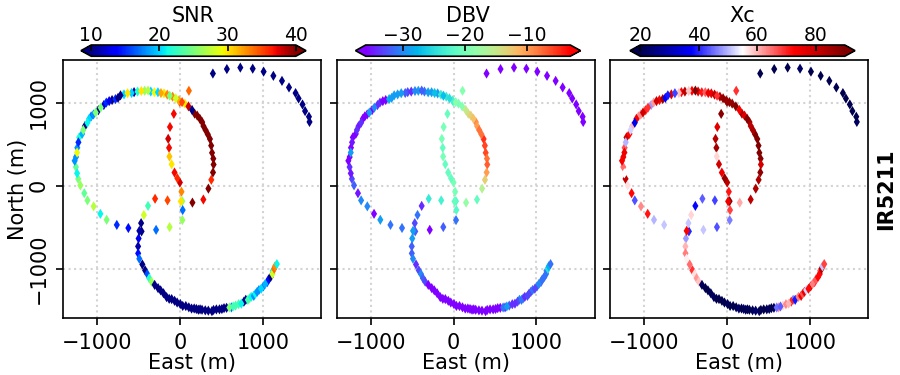 SNR DBV Xc
10 20 30 40 −30 −20 −10 20 40 60 80
1000
0
−1000
North (m)
IR5211
−1000 0 1000 −1000 0 1000 −1000 0 1000
East (m) East (m) East (m)